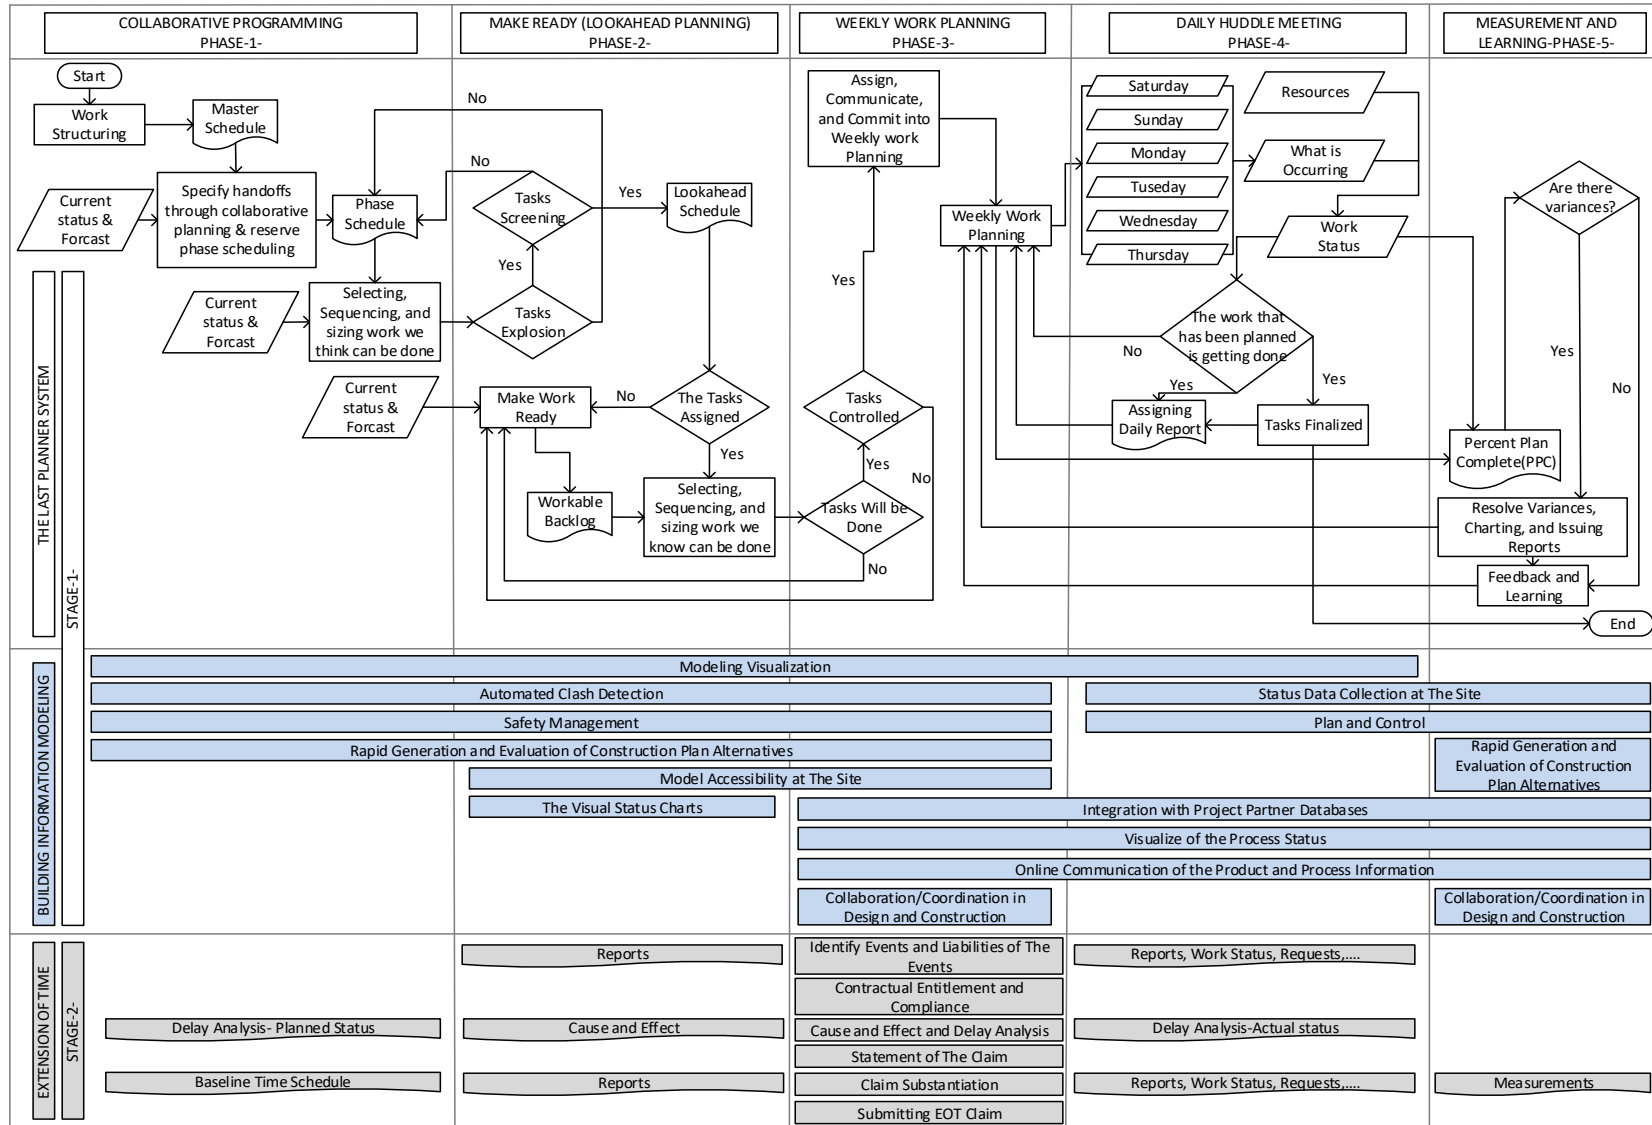 COLLABORATIVE PROGRAMMING
PHASE-1-
MAKE READY (LOOKAHEAD PLANNING)
PHASE-2-
WEEKLY WORK PLANNING
PHASE-3-
DAILY HUDDLE MEETING
PHASE-4-
MEASUREMENT AND
LEARNING-PHASE-5-
THE LAST PLANNER SYSTEM
STAGE-1-
Start
Work
Structuring
Master
Schedule
Current
status &
Forcast
Specify handoffs
through collaborative
planning & reserve
phase scheduling
Phase
Schedule
Current
status &
Forcast
Selecting,
Sequencing, and
sizing work we
think can be done
Current
status &
Forcast
No
No
Tasks
Screening
Yes
Yes
Tasks
Explosion
Lookahead
Schedule
Make Work
Ready
No
The Tasks
Assigned
Yes
Workable
Backlog
Selecting,
Sequencing, and
sizing work we
know can be done
Assign,
Communicate,
and Commit into
Weekly work
Planning
Yes
Tasks
Controlled
Yes
No
Tasks Will be
Done
No
Weekly Work
Planning
Saturday
Sunday
Monday
Tuseday
Wednesday
Thursday
Resources
What is
Occurring
Work
Status
The work that
has been planned
is getting done
No
Yes
Yes
Assigning
Daily Report
Tasks Finalized
Are there
variances?
Yes
No
Percent Plan
Complete(PPC)
Resolve Variances,
Charting, and Issuing
Reports
Feedback and
Learning
End
BUILDING INFORMATION MODELING
Modeling Visualization
Automated Clash Detection
Status Data Collection at The Site
Safety Management
Plan and Control
Rapid Generation and Evaluation of Construction Plan Alternatives
Rapid Generation and
Evaluation of Construction
Plan Alternatives
Model Accessibility at The Site
The Visual Status Charts
Integration with Project Partner Databases
Visualize of the Process Status
Online Communication of the Product and Process Information
Collaboration/Coordination in
Design and Construction
Collaboration/Coordination in
Design and Construction
EXTENSION OF TIME
STAGE-2-
Reports
Identify Events and Liabilities of The
Events
Reports, Work Status, Requests,....
Contractual Entitlement and
Compliance
Delay Analysis- Planned Status
Cause and Effect
Cause and Effect and Delay Analysis
Delay Analysis-Actual status
Statement of The Claim
Baseline Time Schedule
Reports
Claim Substantiation
Reports, Work Status, Requests,....
Measurements
Submitting EOT Claim